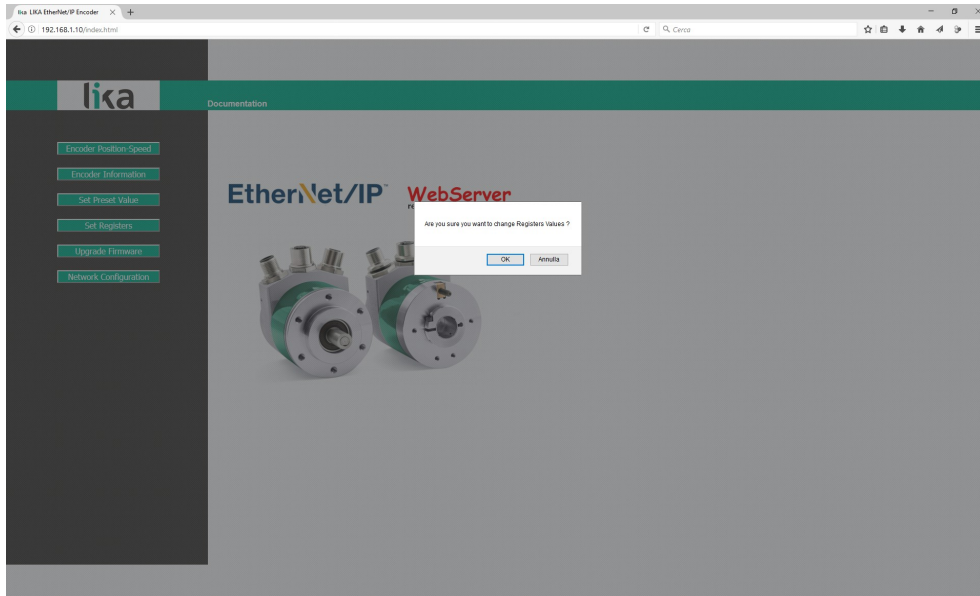 lika LIKA EtherNet/IP Encoder
192.168.1.10/index.html
Cerca
lika
Documentation
Encoder Position-Speed
Encoder Information
Set Preset Value
Set Registers
Upgrade Firmware
Network Configuration
EtherNet/IP
WebServer
re
Are you sure you want to change Registers Values ?
OK
Annulla